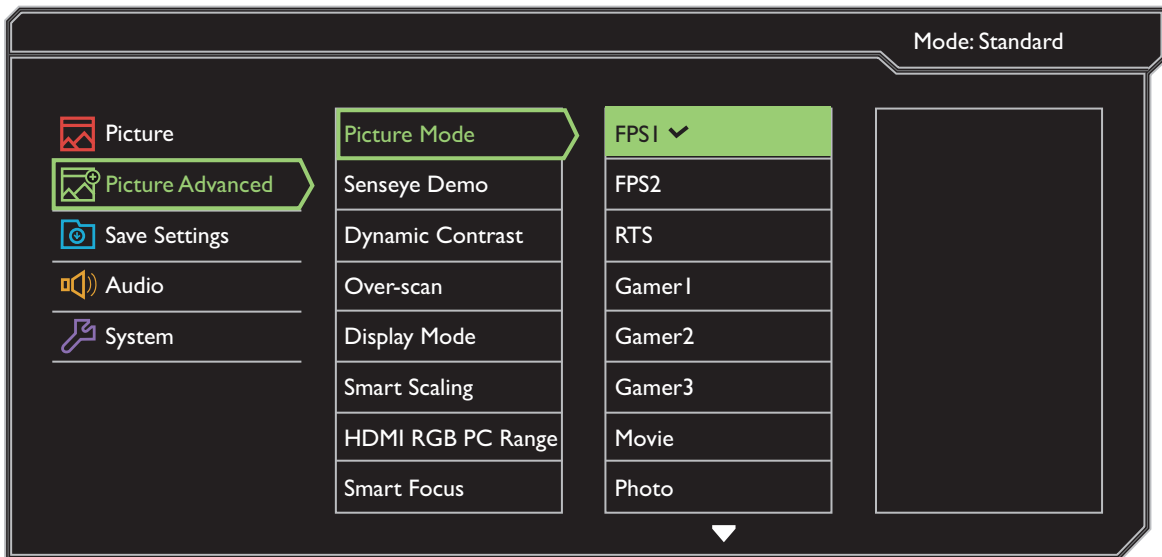 Mode: Standard
Picture
Picture Advanced
Save Settings
Audio
System
Picture Mode
Senseye Demo
Dynamic Contrast
Over-scan
Display Mode
Smart Scaling
HDMI RGB PC Range
Smart Focus
FPS1
FPS2
RTS
Gamer1
Gamer2
Gamer3
Movie
Photo